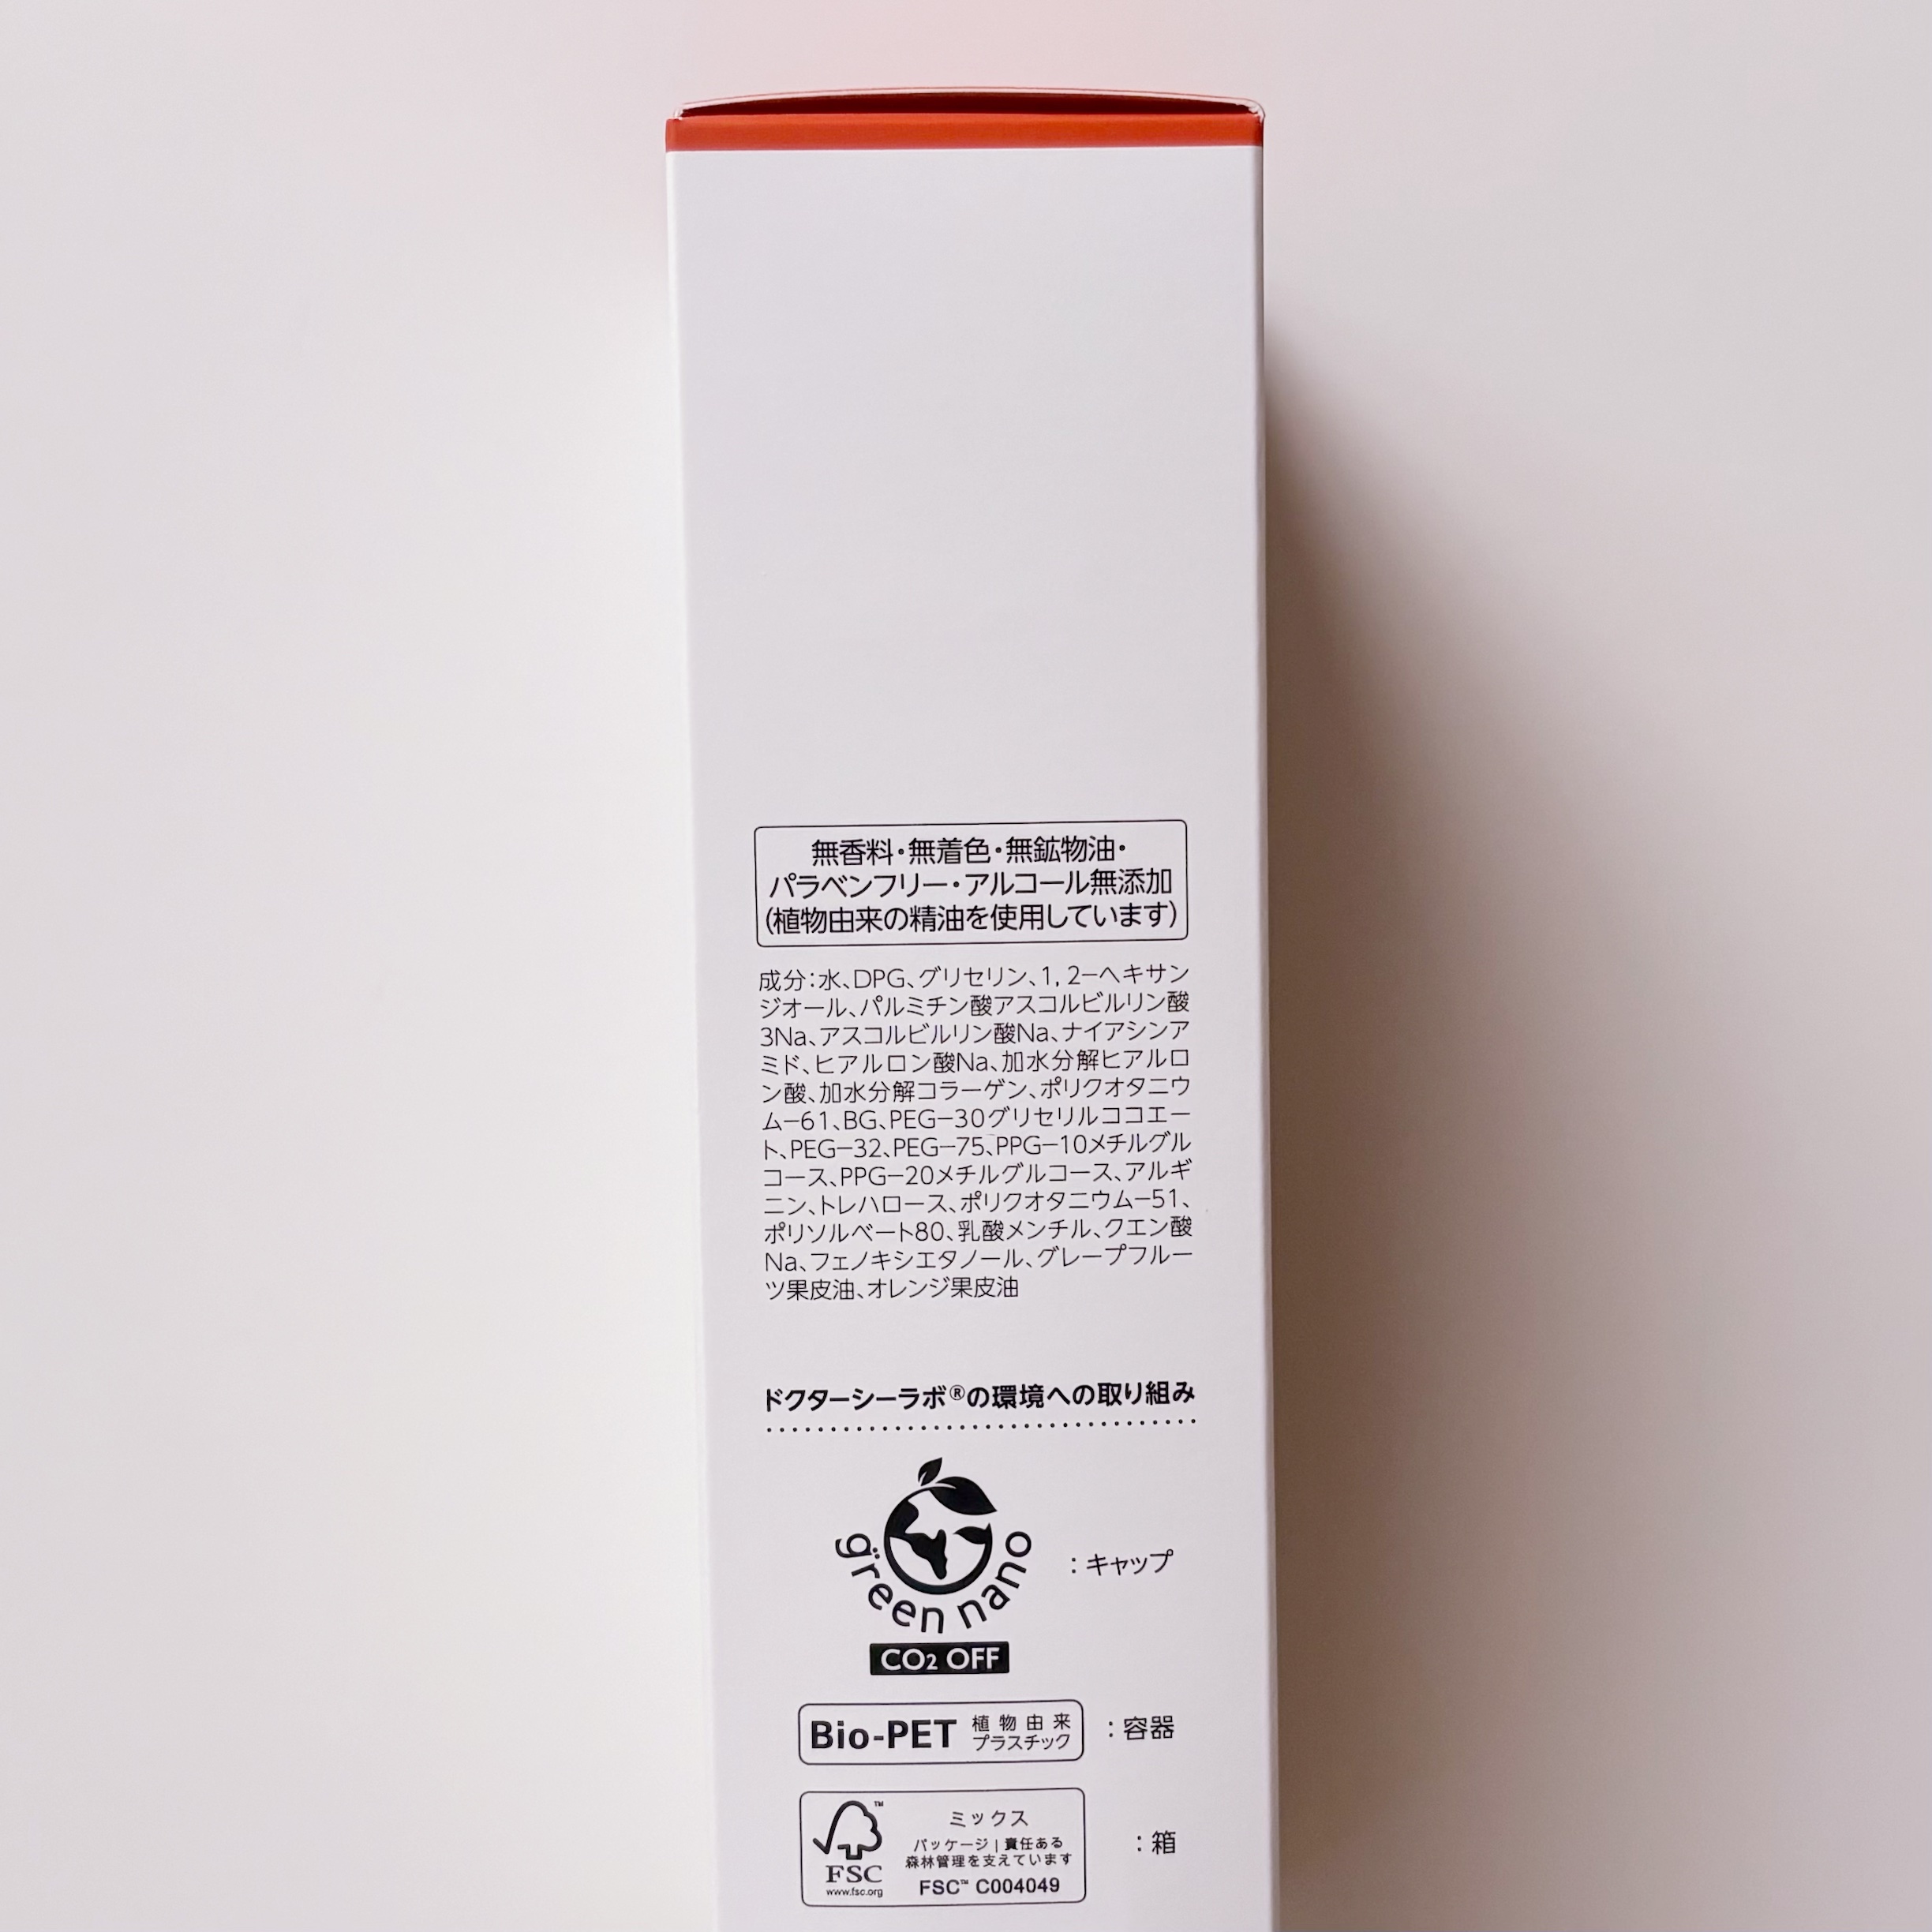 無香料・無着色・無鉱物油・
パラベンフリー・アルコール無添加
(植物由来の精油を使用しています)
成分:水、DPG、グリセリン、1, 2−ヘキサン
ジオール、パルミチン酸アスコルビルリン酸
3Na、アスコルビルリン酸Na、ナイアシンア
ミド、ヒアルロン酸Na、加水分解ヒアルロ
ン酸、加水分解コラーゲン、ポリクオタニウ
ム−61、BG、PEG−30グリセリルココエー
ト、PEG−32、PEG−75、PPG−10メチルグル
コース、PPG−20メチルグルコース、アルギ
ニン、トレハロース、ポリクオタニウム−51、
ポリソルベート80、乳酸メンチル、クエン酸
Na、フェノキシエタノール、グレープフルー
ツ果皮油、オレンジ果皮油
ドクターシーラボ®の環境への取り組み
green nano
:キャップ
CO₂ OFF
Bio-PET 植物由来
プラスチック
:容器
ミックス
パッケージ | 責任ある
森林管理を支えています
FSC™ C004049
™
FSC
www.fsc.org
:箱